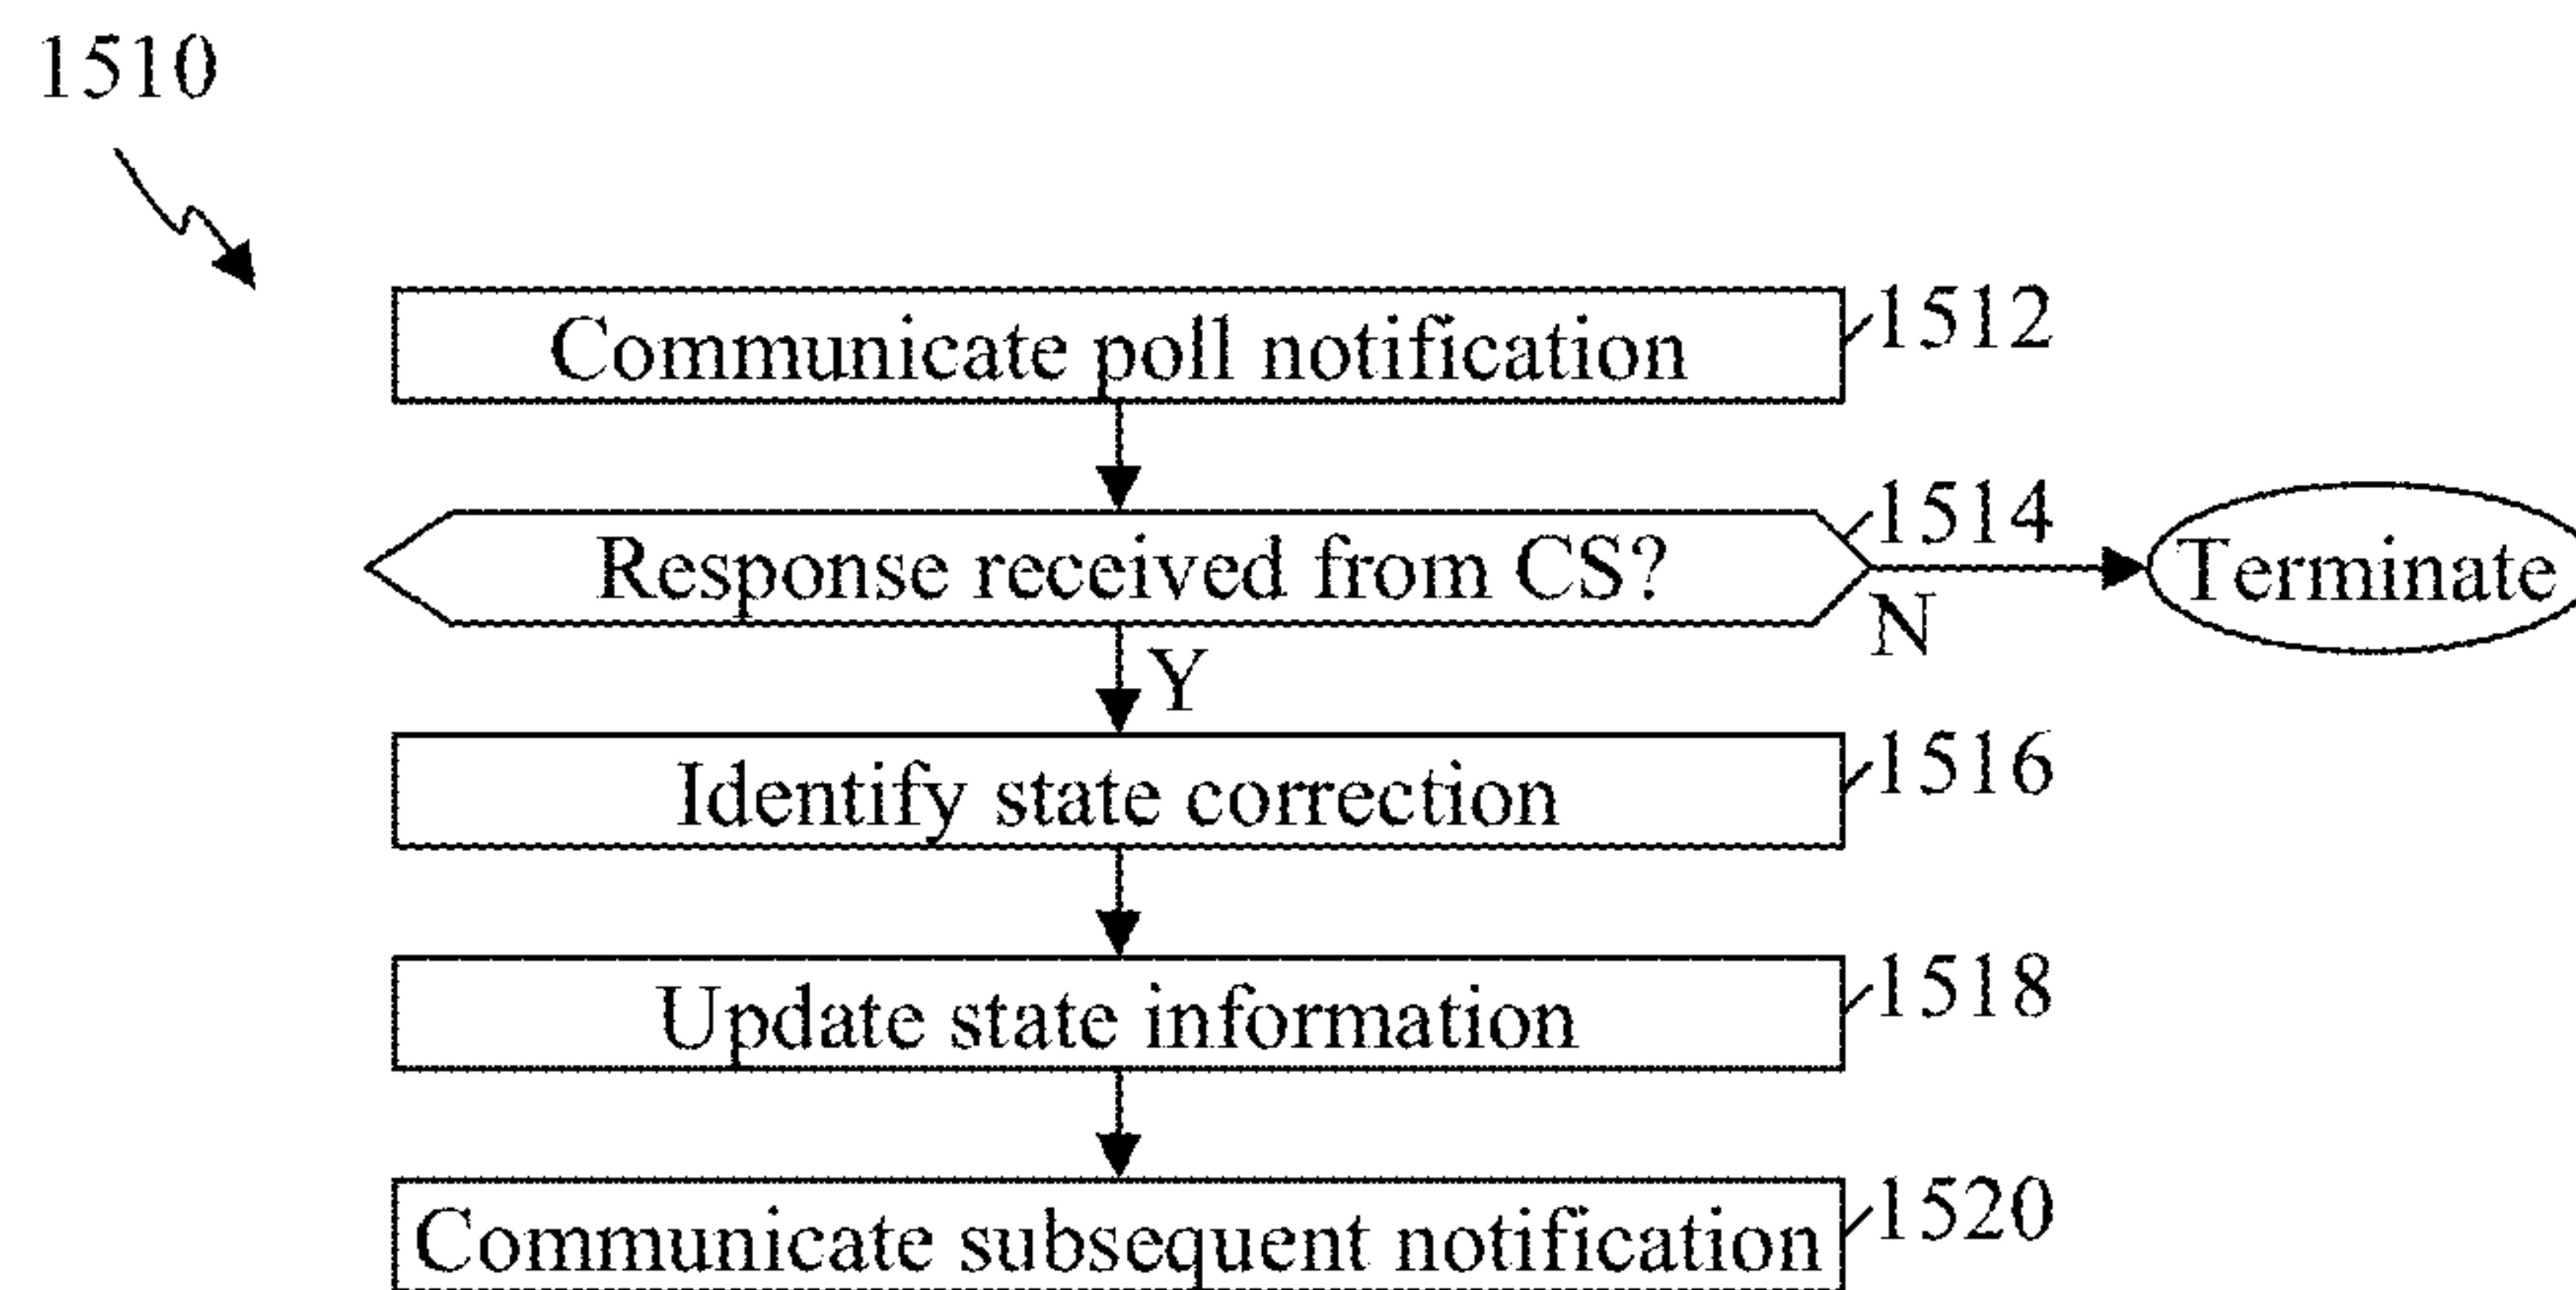 1510
Communicate poll notification
1512
Response received from CS?
1514
N
Terminate
Y
Identify state correction
1516
Update state information
1518
Communicate subsequent notification
1520